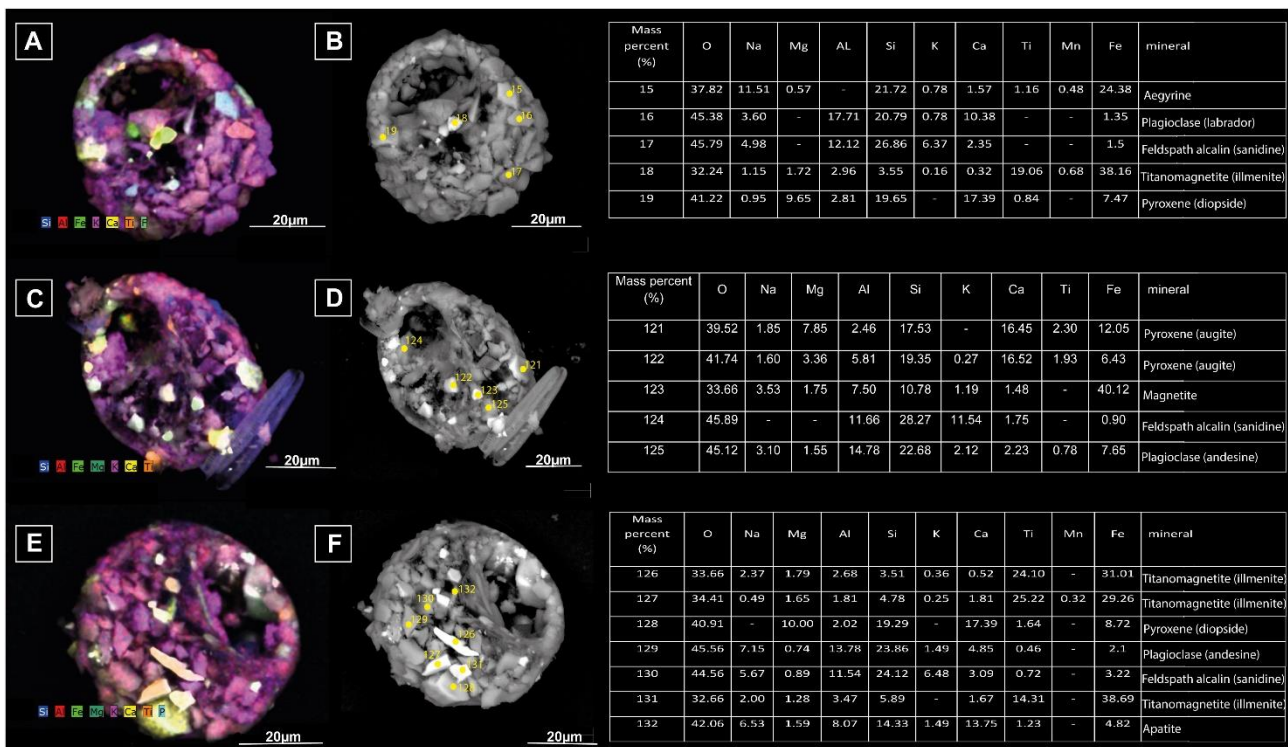 A
B
15
16
18
19
17
Si Al Fe K Ca Ti F
20µm
20µm
Mass percent (%) O Na Mg AL Si K Ca Ti Mn Fe mineral
15 37.82 11.51 0.57 - 21.72 0.78 1.57 1.16 0.48 24.38 Aegyrine
16 45.38 3.60 - 17.71 20.79 0.78 10.38 - - 1.35 Plagioclase (labrador)
17 45.79 4.98 - 12.12 26.86 6.37 2.35 - - 1.5 Feldspath alcalin (sanidine)
18 32.24 1.15 1.72 2.96 3.55 0.16 0.32 19.06 0.68 38.16 Titanomagnetite (illmenite)
19 41.22 0.95 9.65 2.81 19.65 - 17.39 0.84 - 7.47 Pyroxene (diopside)
C
D
124
121
122
123
125
Si Al Fe Mg K Ca Ti
20µm
20µm
Mass percent (%) O Na Mg Al Si K Ca Ti Fe mineral
121 39.52 1.85 7.85 2.46 17.53 - 16.45 2.30 12.05 Pyroxene (augite)
122 41.74 1.60 3.36 5.81 19.35 0.27 16.52 1.93 6.43 Pyroxene (augite)
123 33.66 3.53 1.75 7.50 10.78 1.19 1.48 - 40.12 Magnetite
124 45.89 - - 11.66 28.27 11.54 1.75 0.90 Feldspath alcalin (sanidine)
125 45.12 3.10 1.55 14.78 22.68 2.12 2.23 0.78 7.65 Plagioclase (andesine)
E
F
132
130
129
126
127
131
128
Si Al Fe Mg K Ca Ti P
20µm
20µm
Mass percent (%) O Na Mg Al Si K Ca Ti Mn Fe mineral
126 33.66 2.37 1.79 2.68 3.51 0.36 0.52 24.10 - 31.01 Titanomagnetite (illmenite)
127 34.41 0.49 1.65 1.81 4.78 0.25 1.81 25.22 0.32 29.26 Titanomagnetite (illmenite)
128 40.91 - 10.00 2.02 19.29 - 17.39 1.64 - 8.72 Pyroxene (diopside)
129 45.56 7.15 0.74 13.78 23.86 1.49 4.85 0.46 - 2.1 Plagioclase (andesine)
130 44.56 5.67 0.89 11.54 24.12 6.48 3.09 0.72 - 3.22 Feldspath alcalin (sanidine)
131 32.66 2.00 1.28 3.47 5.89 - 1.67 14.31 - 38.69 Titanomagnetite (illmenite)
132 42.06 6.53 1.59 8.07 14.33 1.49 13.75 1.23 - 4.82 Apatite